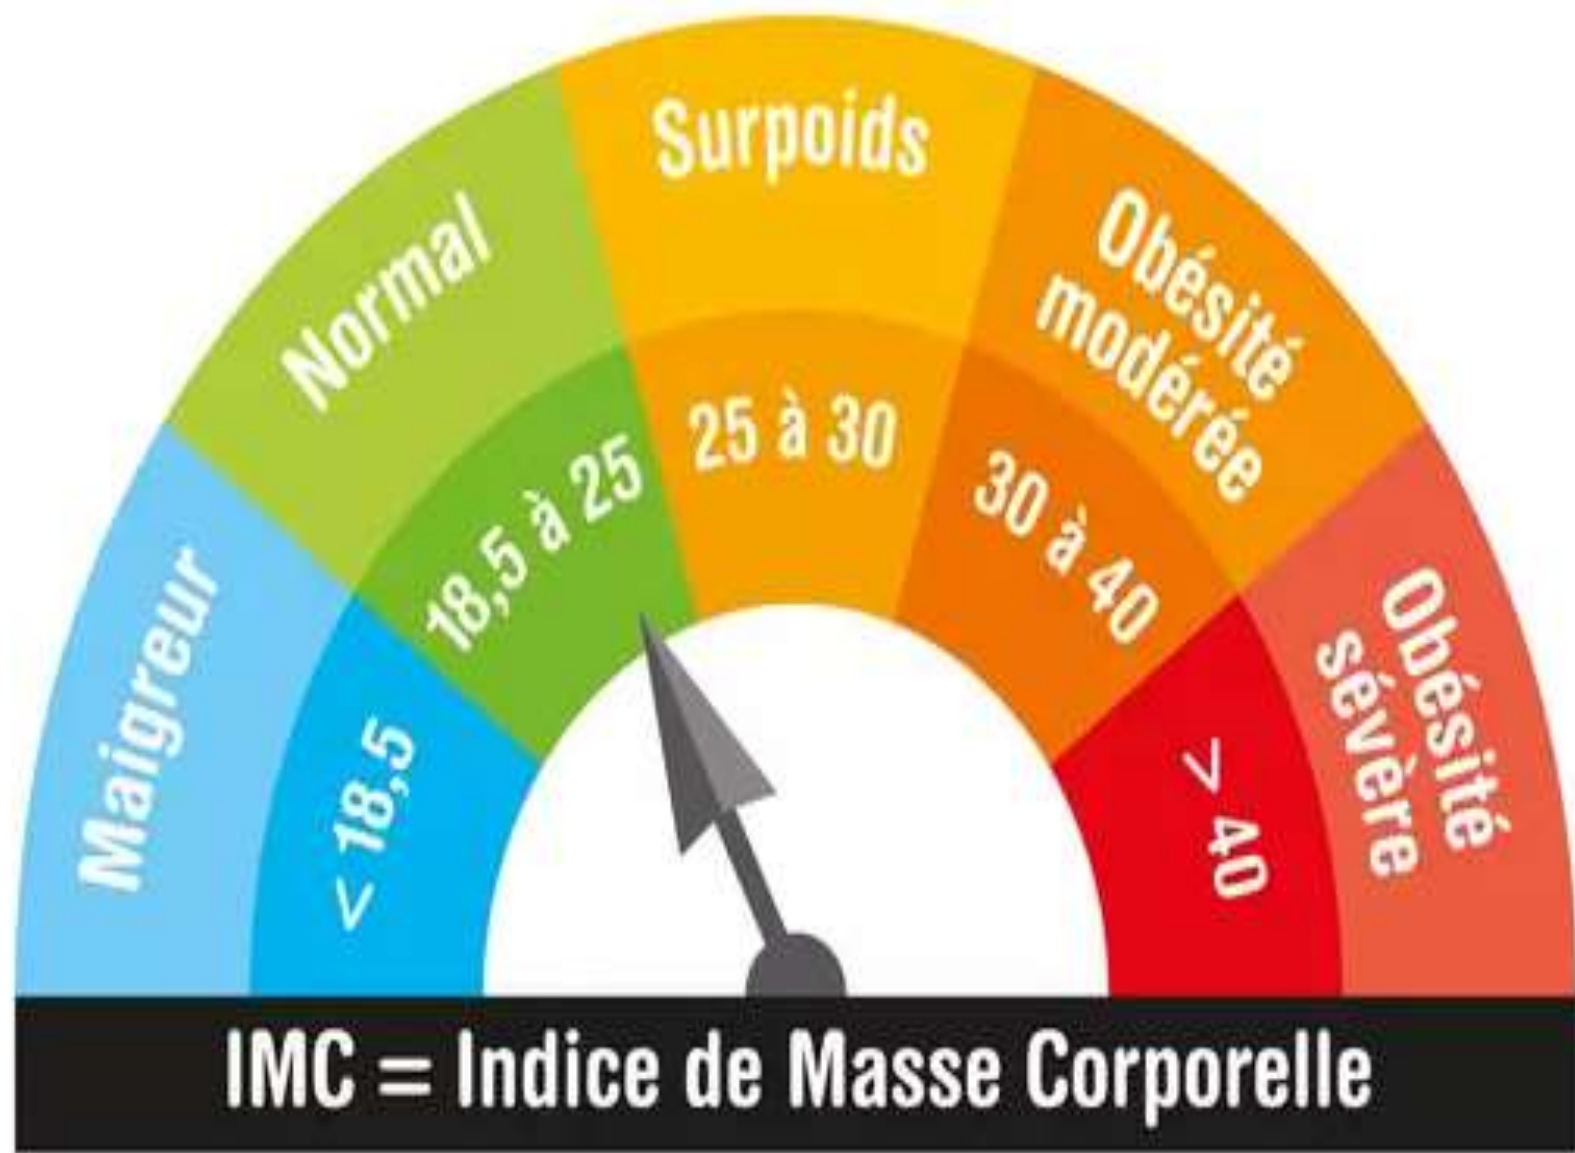 Maigreur
< 18,5
Normal
18,5 à 25
Surpoids
25 à 30
Obésité
modérée
30 à 40
Obésité
sévère
> 40
IMC = Indice de Masse Corporelle